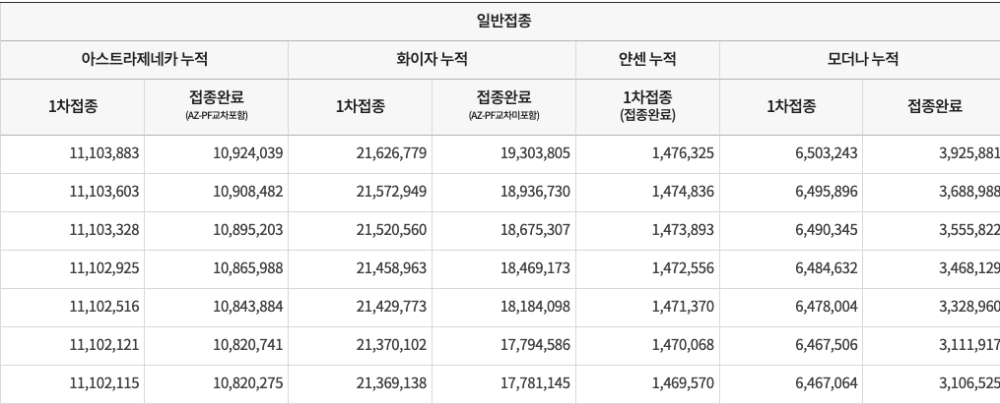 일반접종
아스트라제네카 누적 화이자 누적 얀센 누적 모더나 누적
1차접종 접종완료 1차접종 접종완료 1차접종 1차접종 접종완료
(AZ-PF교차포함) (AZ-PF교차미포함) (접종완료)
11,103,883 10,924,039 21,626,779 19,303,805 1,476,325 6,503,243 3,925,881
11,103,603 10,908,482 21,572,949 18,936,730 1,474,836 6,495,896 3,688,988
11,103,328 10,895,203 21,520,560 18,675,307 1,473,893 6,490,345 3,555,822
11,102,925 10,865,988 21,458,963 18,469,173 1,472,556 6,484,632 3,468,129
11,102,516 10,843,884 21,429,773 18,184,098 1,471,370 6,478,004 3,328,960
11,102,121 10,820,741 21,370,102 17,794,586 1,470,068 6,467,506 3,111,917
11,102,115 10,820,275 21,369,138 17,781,145 1,469,570 6,467,064 3,106,525